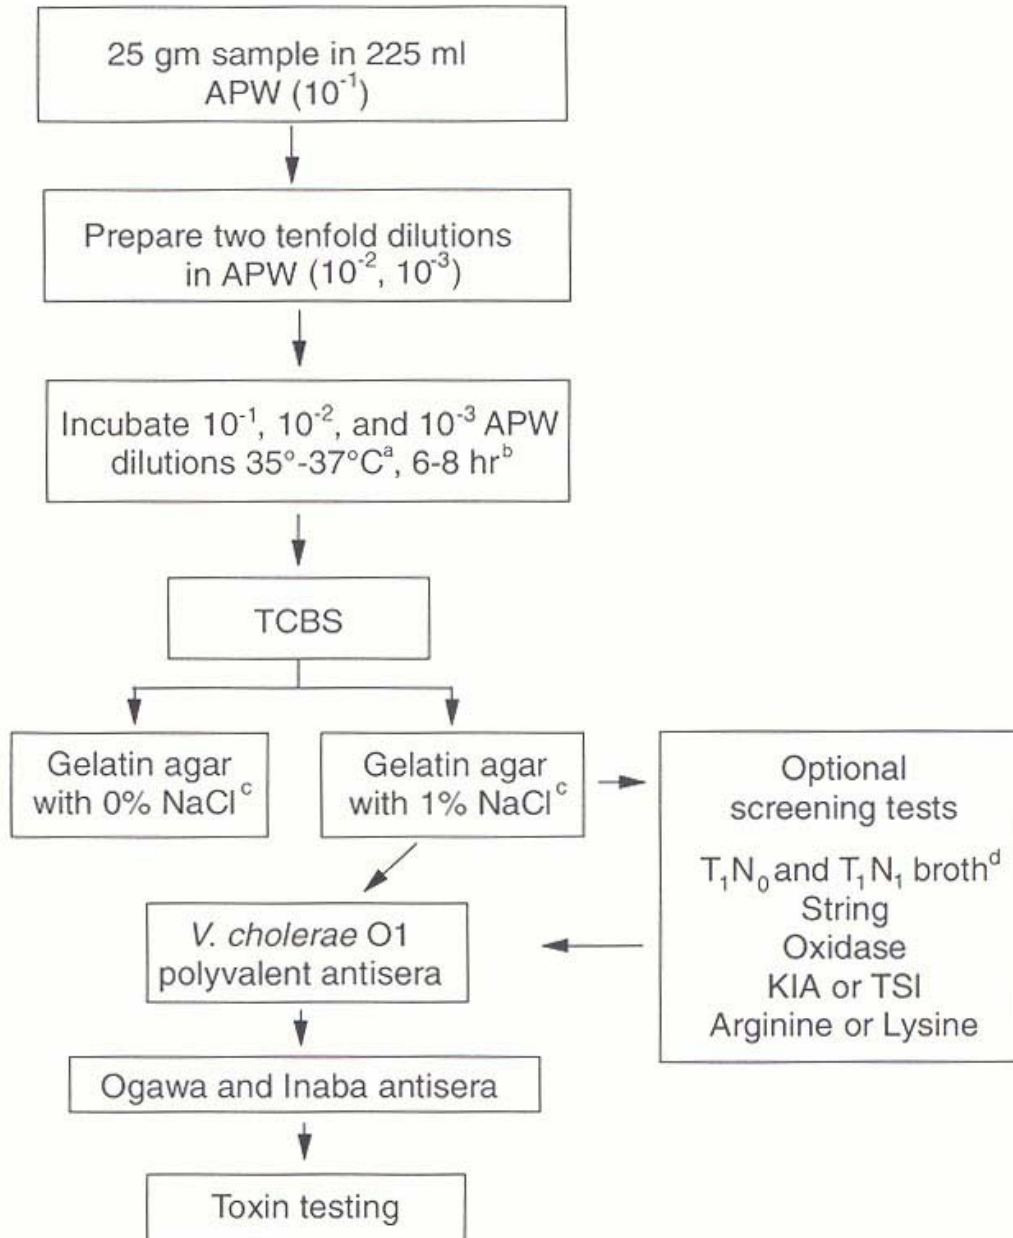 25 gm sample in 225 ml
APW (10⁻¹)
Prepare two tenfold dilutions
in APW (10⁻², 10⁻³)
Incubate 10⁻¹, 10⁻², and 10⁻³ APW
dilutions 35°-37°Cᵃ, 6-8 hrᵇ
TCBS
Gelatin agar
with 0% NaClᶜ
Gelatin agar
with 1% NaClᶜ
Optional
screening tests
T₁N₀ and T₁N₁ brothᵈ
String
Oxidase
KIA or TSI
Arginine or Lysine
V. cholerae O1
polyvalent antisera
Ogawa and Inaba antisera
Toxin testing